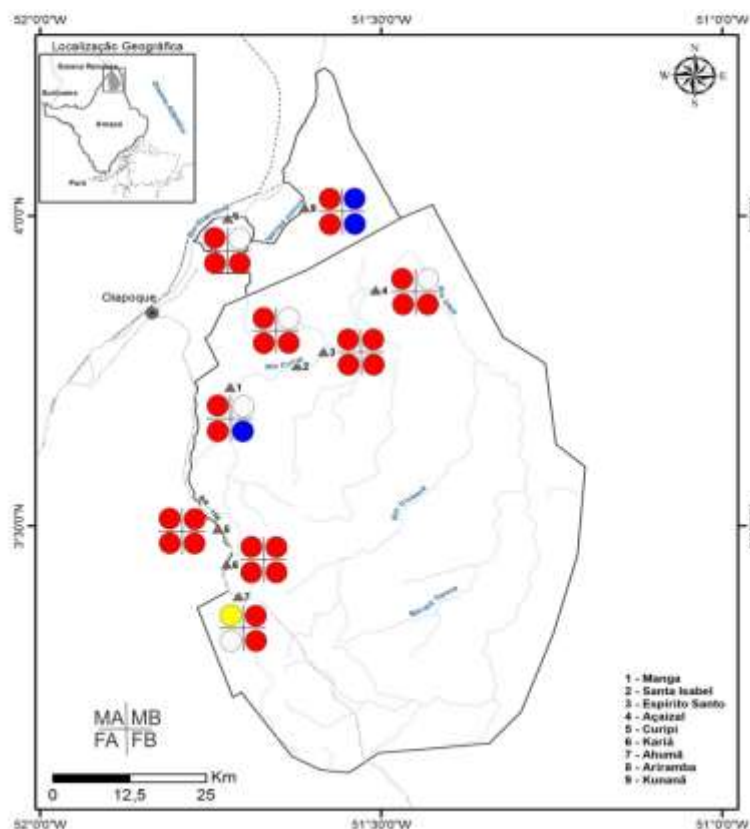 52°0'0"W
51°30'0"W
51°0'0"W
Localização Geográfica
Suriname
Amapá
Pará
Oceano Atlântico
N
W
E
S
4°0'0"N
3°30'0"N
9
8
4
Oiapoque
3
2
Rio Curipi
1
5
6
7
MA MB
FA FB
Km
0 12,5 25
1 - Manga
2 - Santa Isabel
3 - Espírito Santo
4 - Açaizal
5 - Curipi
6 - Kariá
7 - Ahumã
8 - Ariramba
9 - Kunanã
52°0'0"W
51°30'0"W
51°0'0"W